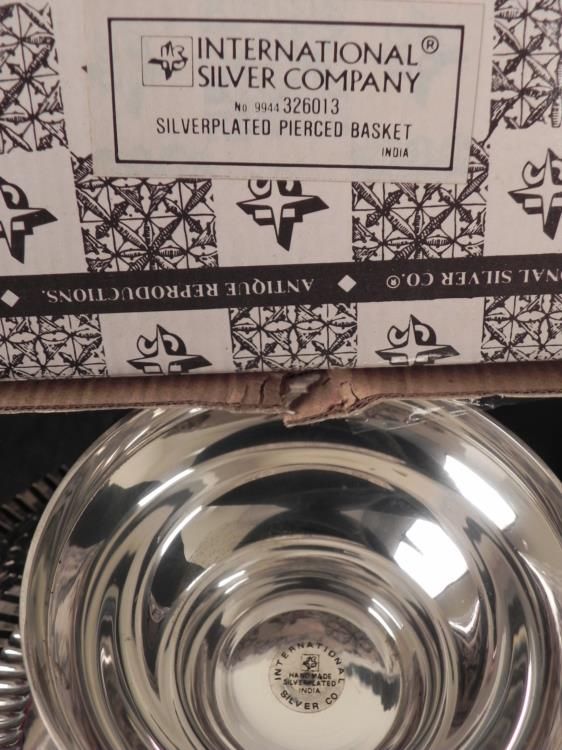 INTERNATIONAL®
SILVER COMPANY
No 9944 326013
SILVERPLATED PIERCED BASKET
INDIA
ANTIQUE REPRODUCTIONS.
NAL SILVER CO.®
INTERNATIONAL
HAND MADE
SILVERPLATED
INDIA
SILVER CO.